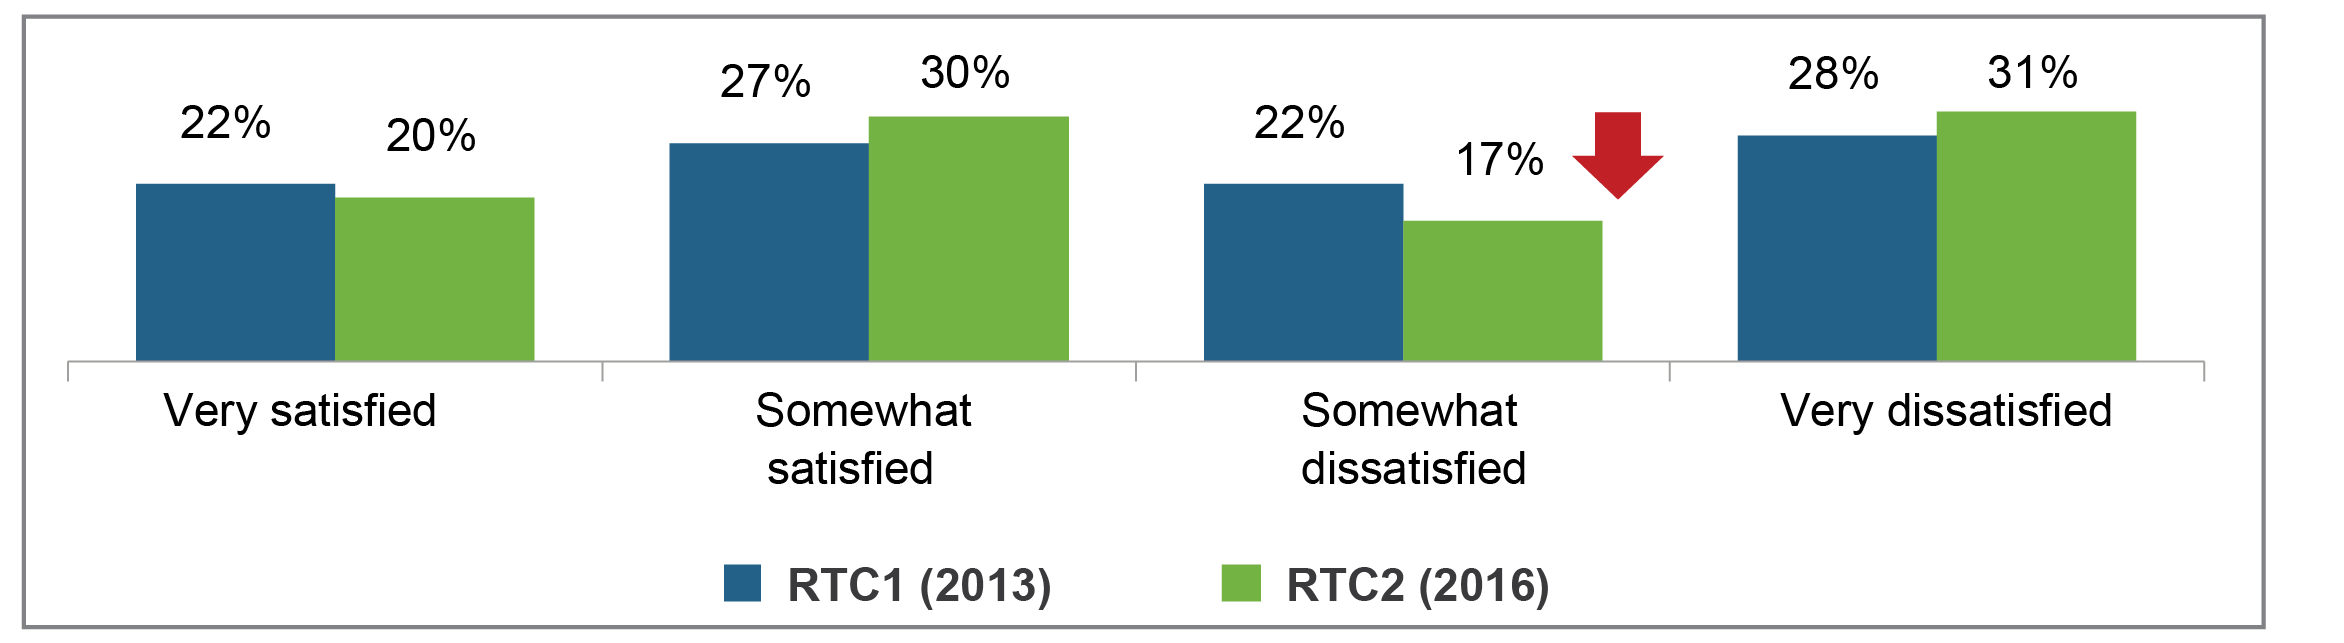 22%
20%
27%
30%
22%
17%
28%
31%
Very satisfied
Somewhat
satisfied
Somewhat
dissatisfied
Very dissatisfied
RTC1 (2013)
RTC2 (2016)